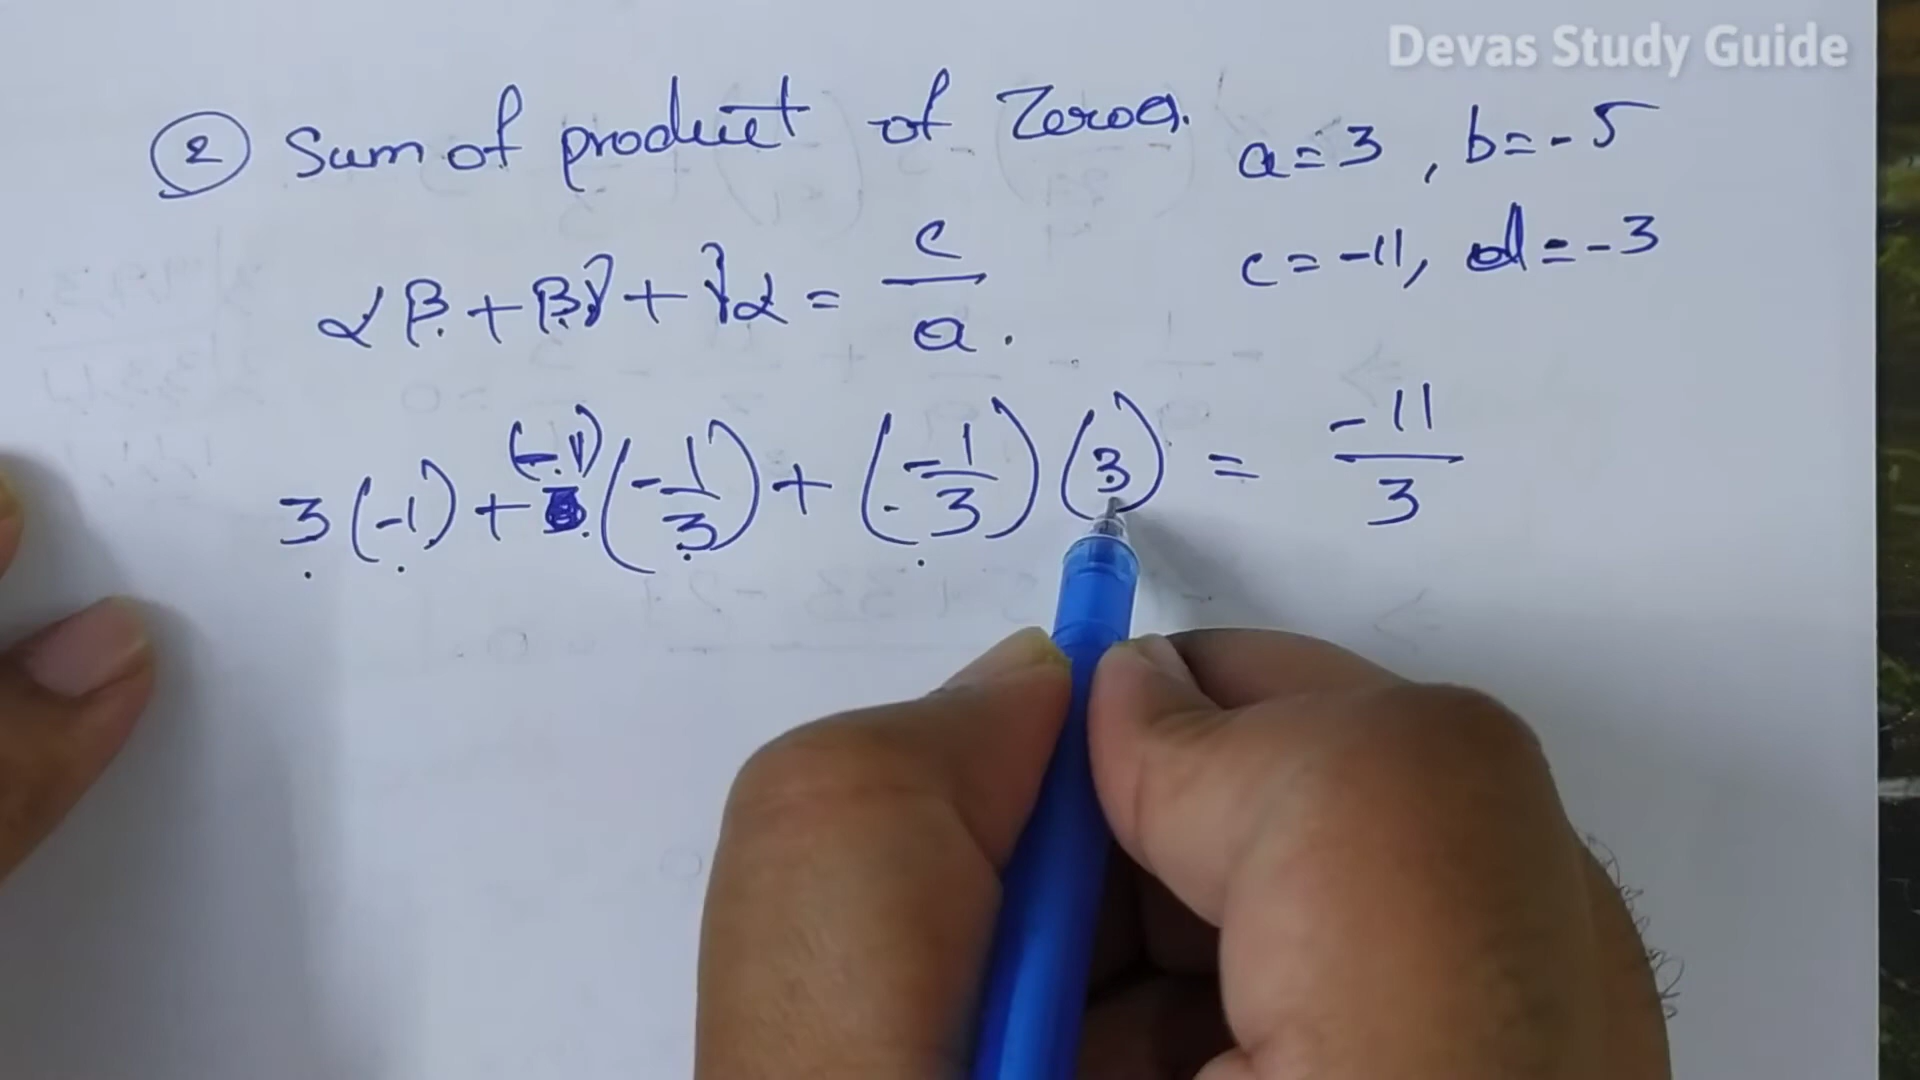 Devas Study Guide
② Sum of product of Zeroes.
a=3, b=-5
c=-11, d=-3
αβ+βγ+γα = c/a.
3(-1)+(-1)(-1/3)+(-1/3)(3) = -11/3